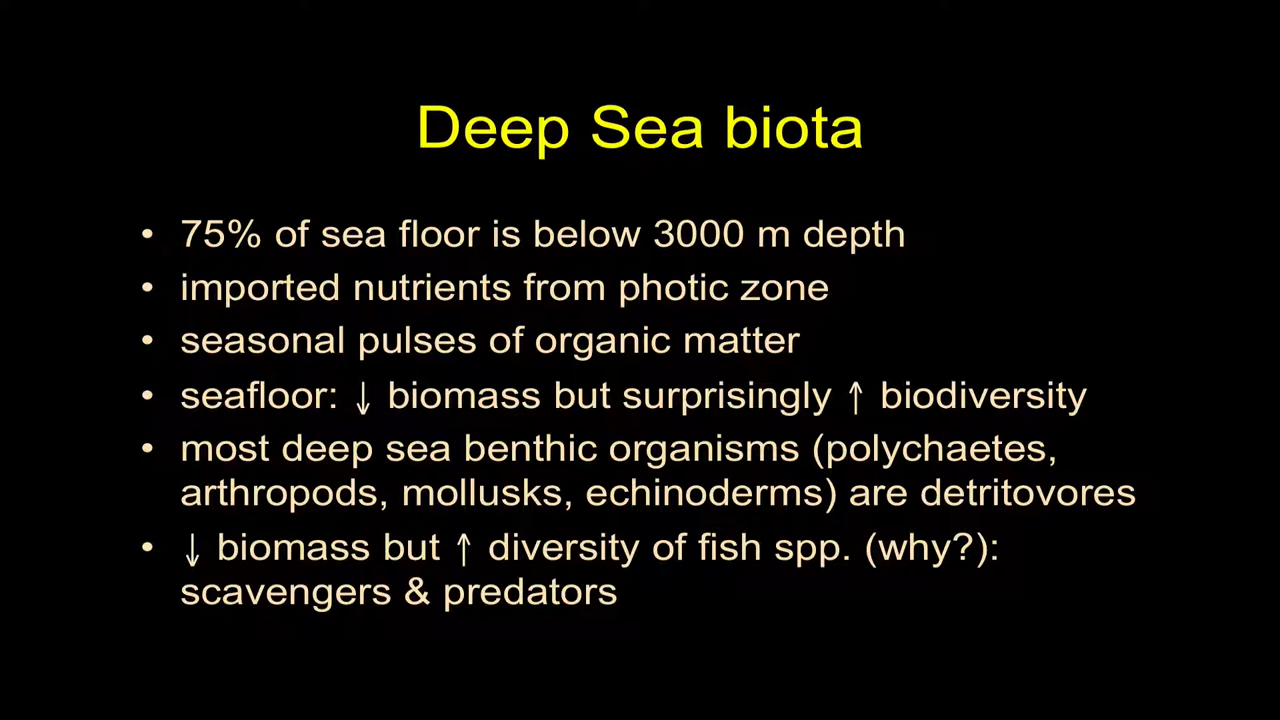 Deep Sea biota
• 75% of sea floor is below 3000 m depth
• imported nutrients from photic zone
• seasonal pulses of organic matter
• seafloor: ↓ biomass but surprisingly ↑ biodiversity
• most deep sea benthic organisms (polychaetes,
arthropods, mollusks, echinoderms) are detritovores
• ↓ biomass but ↑ diversity of fish spp. (why?):
scavengers & predators